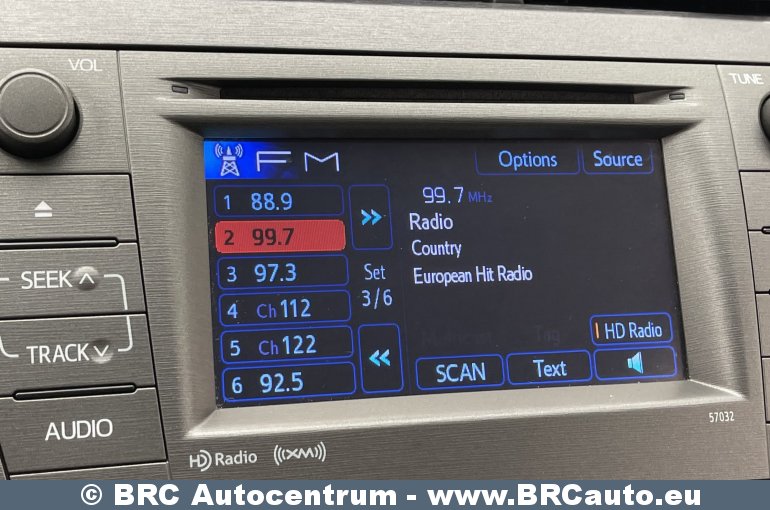 VOL
TUNE
FM
Options
Source
1 88.9
99.7 MHz
2 99.7
Radio
Country
3 97.3
Set
European Hit Radio
SEEK
3/6
4 Ch 112
HD Radio
5 Ch 122
TRACK
SCAN
Text
6 92.5
57032
AUDIO
HD Radio
((XM))
© BRC Autocentrum - www.BRCauto.eu